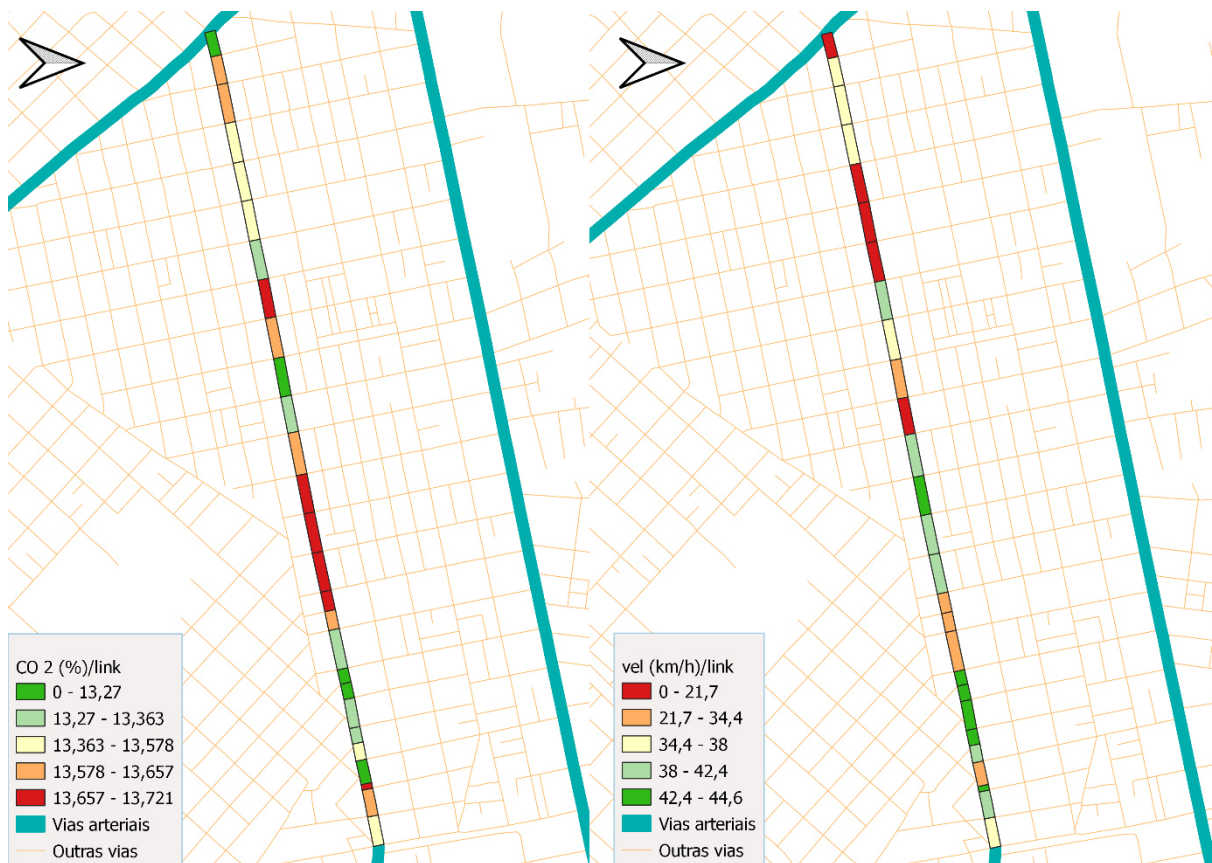 CO 2 (%)/link
0 - 13,27
13,27 - 13,363
13,363 - 13,578
13,578 - 13,657
13,657 - 13,721
Vias arteriais
Outras vias
vel (km/h)/link
0 - 21,7
21,7 - 34,4
34,4 - 38
38 - 42,4
42,4 - 44,6
Vias arteriais
Outras vias